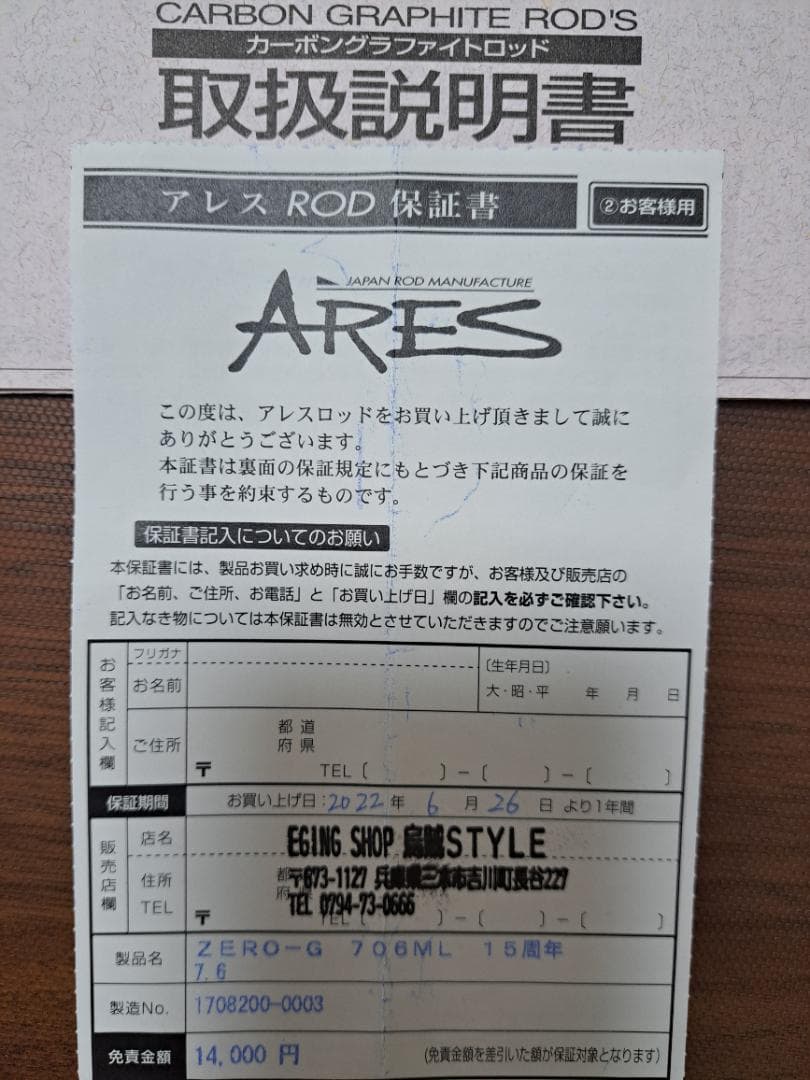 CARBON GRAPHITE ROD'S
カーボングラファイトロッド
取扱説明書
アレス ROD 保証書
②お客様用
JAPAN ROD MANUFACTURE
ARES
この度は、アレスロッドをお買い上げ頂きまして誠に
ありがとうございます。
本証書は裏面の保証規定にもとづき下記商品の保証を
行う事を約束するものです。
保証書記入についてのお願い
本保証書には、製品お買い求め時に誠にお手数ですが、お客様及び販売店の
「お名前、ご住所、お電話」と「お買い上げ日」欄の記入を必ずご確認下さい。
記入なき物については本保証書は無効とさせていただきますのでご注意願います。
お客様記入欄
フリガナ
お名前
〔生年月日〕
大・昭・平 年 月 日
ご住所
都 道
府 県
〒 TEL〔 〕−〔 〕−〔 〕
保証期間
お買い上げ日：2022年 6 月 26 日 より1年間
販売店欄
店名
EGING SHOP 烏賊STYLE
住所
〒673-1127 兵庫県三木市吉川町長谷227
TEL
TEL 0794-73-0666
〒 TEL〔 〕−〔 〕−〔 〕
製品名
ZERO-G 706ML 15周年
7.6
製造No.
1708200-0003
免責金額
14,000 円
(免責金額を差引いた額が保証対象となります)